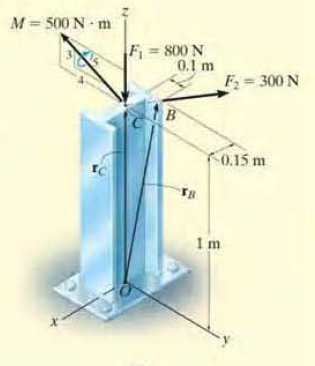 z
M = 500 N · m
F₁ = 800 N
0.1 m
F₂ = 300 N
3
5
4
C
B
0.15 m
r_C
r_B
1 m
O
x
y